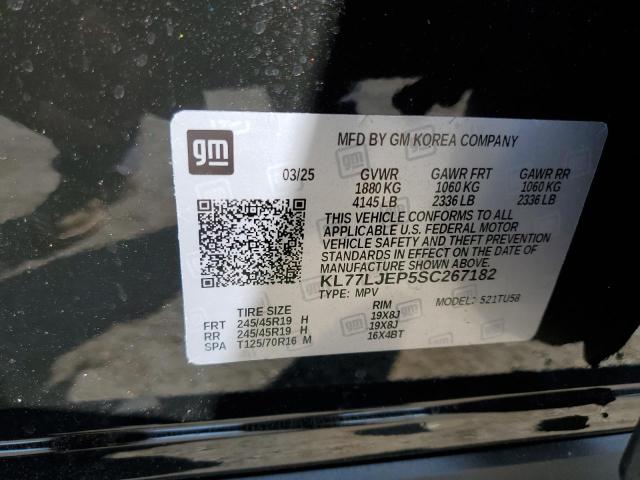 gm
MFD BY GM KOREA COMPANY
03/25 GVWR GAWR FRT GAWR RR
1880 KG 1060 KG 1060 KG
4145 LB 2336 LB 2336 LB
THIS VEHICLE CONFORMS TO ALL
APPLICABLE U.S. FEDERAL MOTOR
VEHICLE SAFETY AND THEFT PREVENTION
STANDARDS IN EFFECT ON THE DATE OF
MANUFACTURE SHOWN ABOVE.
KL77LJEP5SC267182
TYPE: MPV MODEL: 521TU58
TIRE SIZE RIM
FRT 245/45R19 H 19X8J
RR 245/45R19 H 19X8J
SPA T125/70R16 M 16X4BT